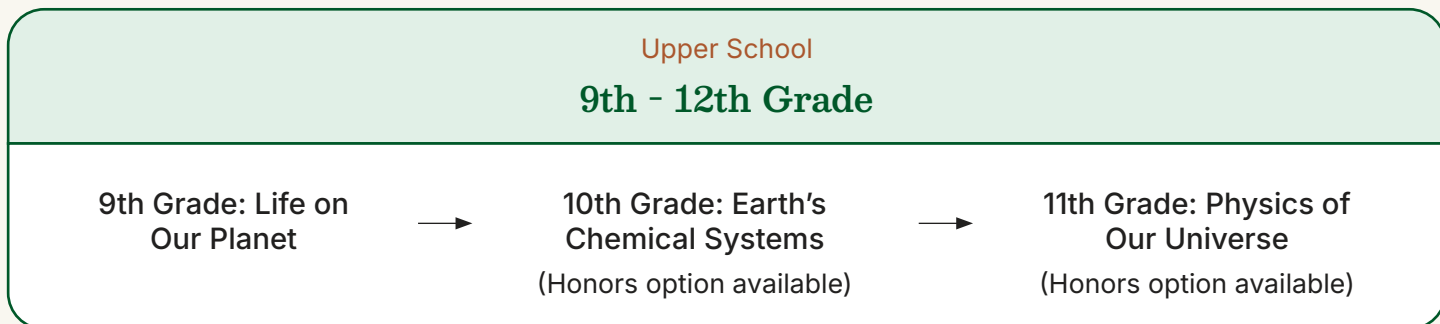 Upper School
9th - 12th Grade
9th Grade: Life on
Our Planet
10th Grade: Earth’s
Chemical Systems
(Honors option available)
11th Grade: Physics of
Our Universe
(Honors option available)